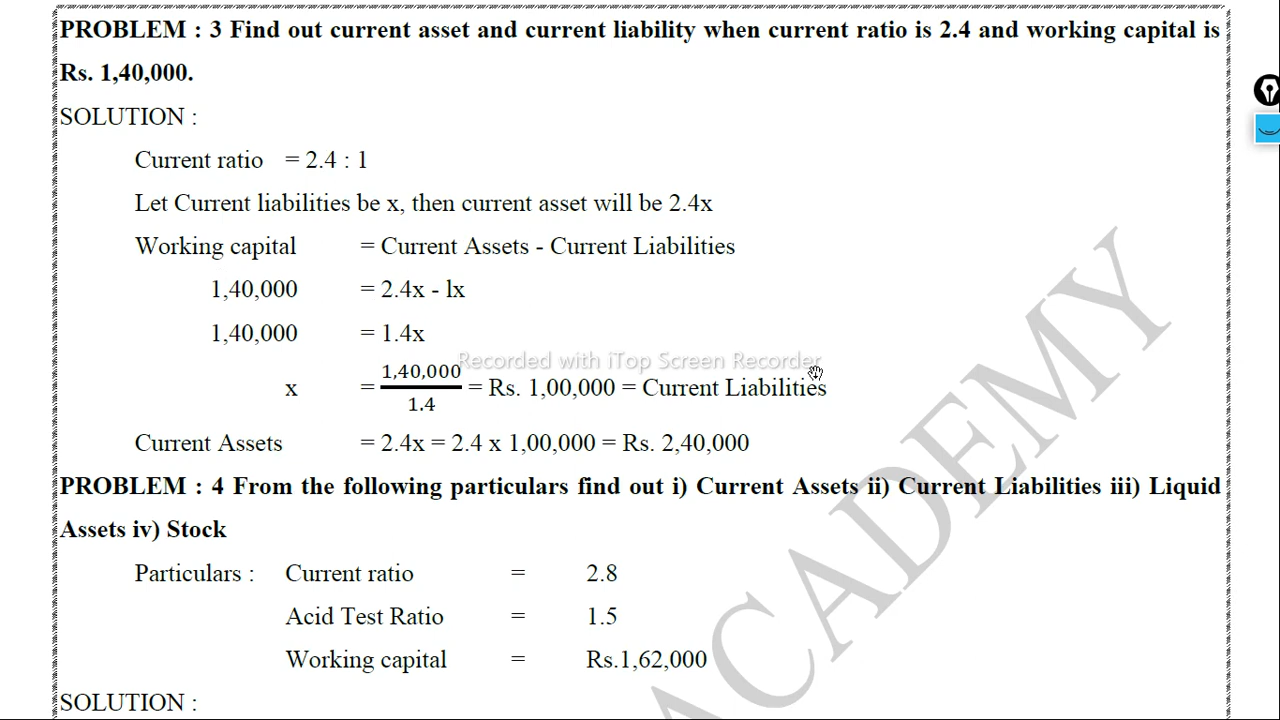 PROBLEM : 3 Find out current asset and current liability when current ratio is 2.4 and working capital is
Rs. 1,40,000.
SOLUTION :
Current ratio = 2.4 : 1
Let Current liabilities be x, then current asset will be 2.4x
Working capital = Current Assets - Current Liabilities
1,40,000 = 2.4x - lx
1,40,000 = 1.4x
Recorded with iTop Screen Recorder
x = 1,40,000/1.4 = Rs. 1,00,000 = Current Liabilities
Current Assets = 2.4x = 2.4 x 1,00,000 = Rs. 2,40,000
PROBLEM : 4 From the following particulars find out i) Current Assets ii) Current Liabilities iii) Liquid
Assets iv) Stock
Particulars : Current ratio = 2.8
Acid Test Ratio = 1.5
Working capital = Rs.1,62,000
SOLUTION :
ACADEMY